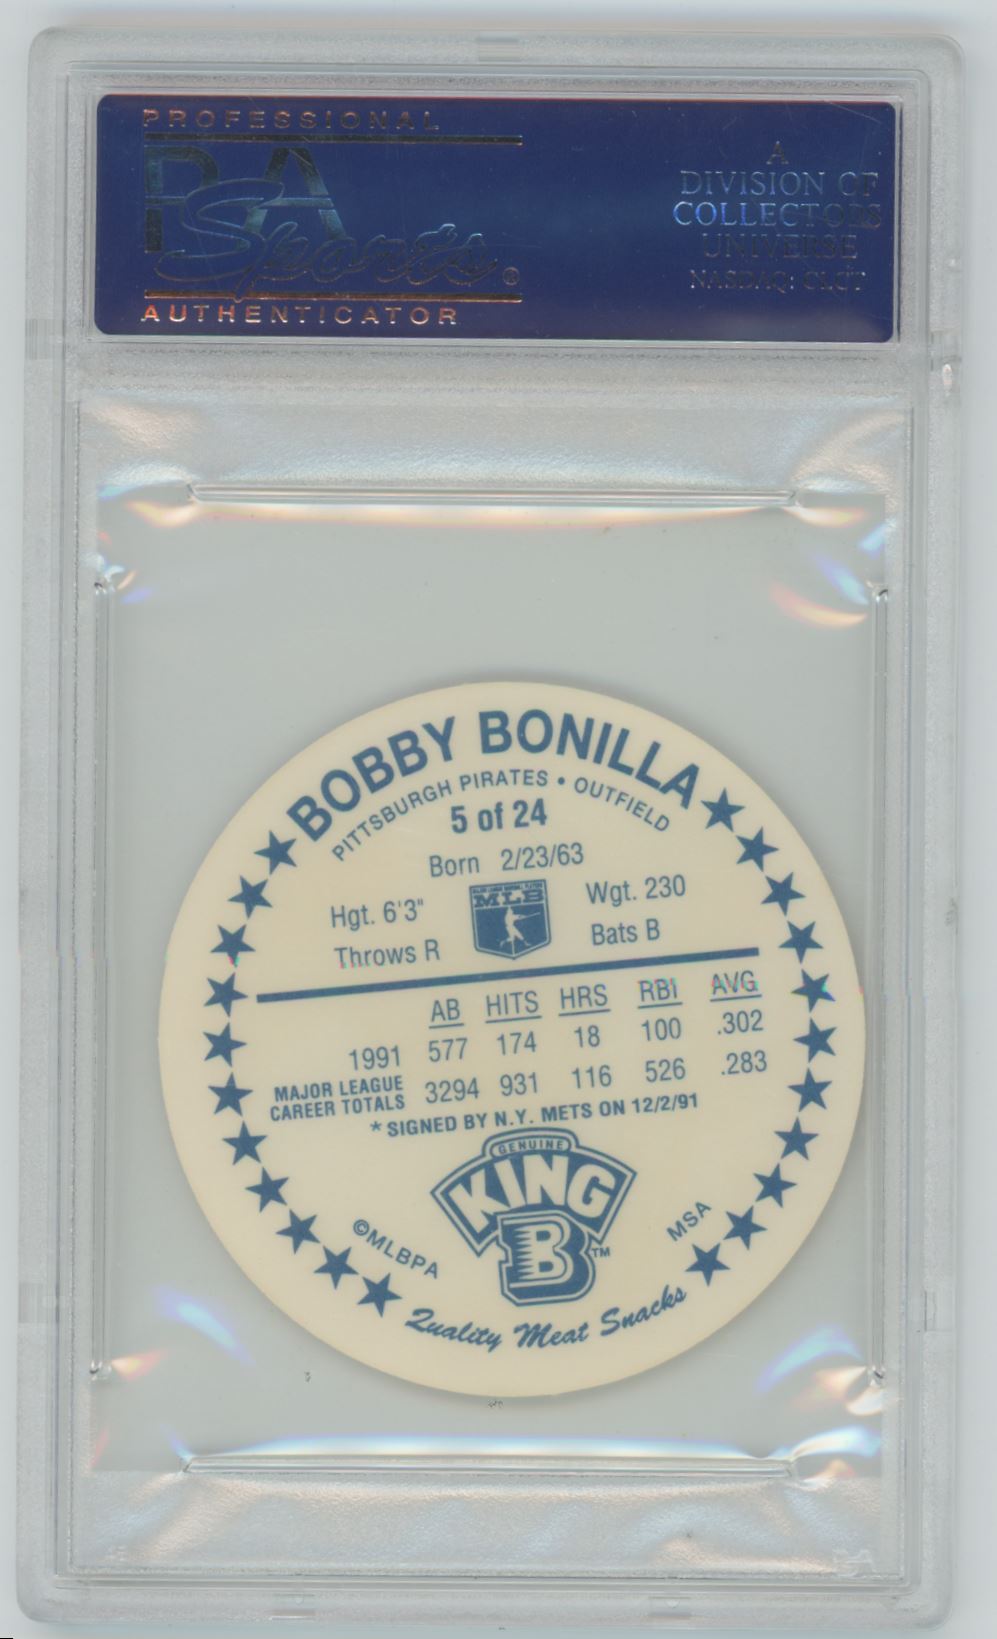 PROFESSIONAL
PSA
Sports®
AUTHENTICATOR
A
DIVISION OF
COLLECTORS
UNIVERSE
NASDAQ: CLCT
BOBBY BONILLA
PITTSBURGH PIRATES • OUTFIELD
5 of 24
Born 2/23/63
Hgt. 6'3"
Wgt. 230
MLB
Throws R
Bats B
AB HITS HRS RBI AVG
1991 577 174 18 100 .302
MAJOR LEAGUE
CAREER TOTALS 3294 931 116 526 .283
* SIGNED BY N.Y. METS ON 12/2/91
GENUINE
KING
B™
©MLBPA
MSA
Quality Meat Snacks